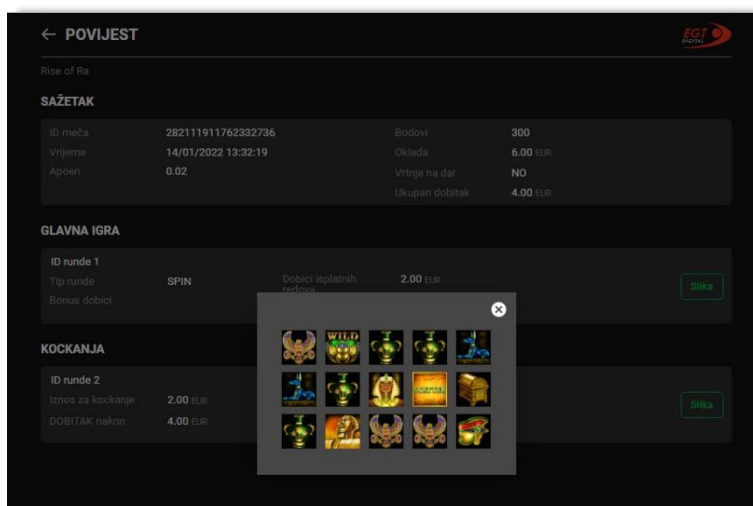 ← POVIJEST
EGT
DIGITAL
Rise of Ra
SAŽETAK
ID meča 282111911762332736 Bodovi 300
Vrijeme 14/01/2022 13:32:19 Oklada 6.00 EUR
Apoen 0.02 Vrtnja na dar NO
Ukupan dobitak 4.00 EUR
GLAVNA IGRA
ID runde 1
Tip runde SPIN Dobici isplatnih redova 2.00 EUR
Bonus dobici
Slika
WILD
KOCKANJA
ID runde 2
Iznos za kockanje 2.00 EUR
DOBITAK nakon 4.00 EUR
Slika